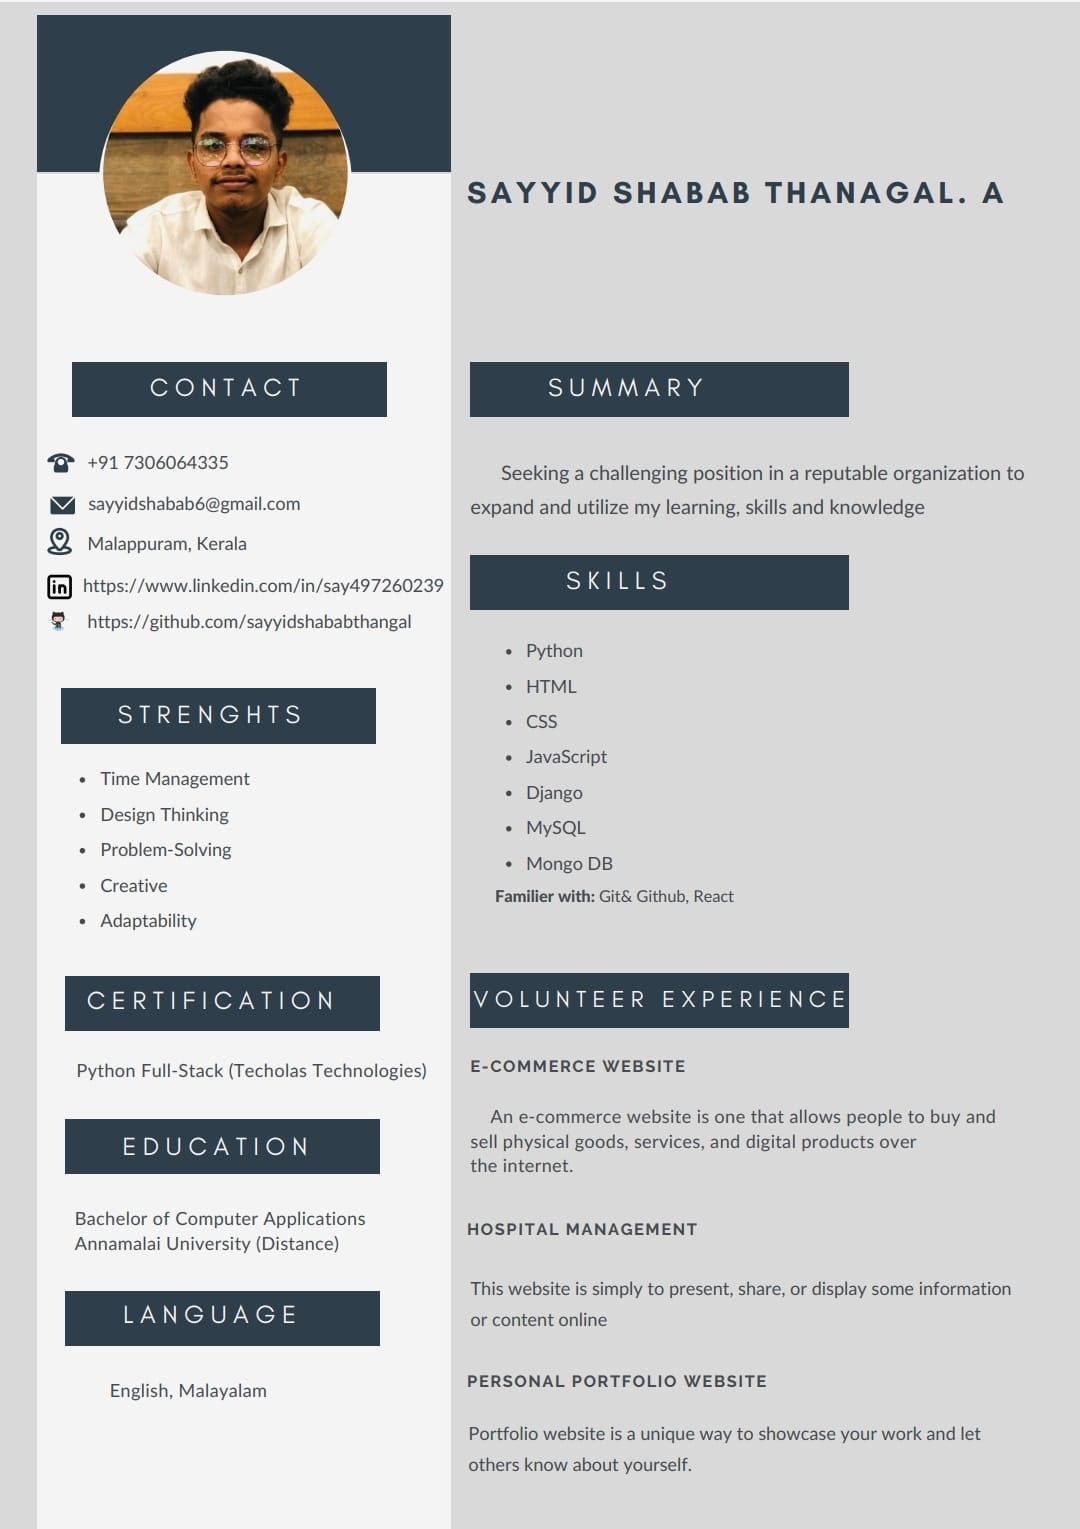 SAYYID SHABAB THANAGAL. A
CONTACT
+91 7306064335
sayyidshabab6@gmail.com
Malappuram, Kerala
in
https://www.linkedin.com/in/say497260239
https://github.com/sayyidshababthangal
STRENGHTS
• Time Management
• Design Thinking
• Problem-Solving
• Creative
• Adaptability
CERTIFICATION
Python Full-Stack (Techolas Technologies)
EDUCATION
Bachelor of Computer Applications
Annamalai University (Distance)
LANGUAGE
English, Malayalam
SUMMARY
Seeking a challenging position in a reputable organization to
expand and utilize my learning, skills and knowledge
SKILLS
• Python
• HTML
• CSS
• JavaScript
• Django
• MySQL
• Mongo DB
Familier with: Git& Github, React
VOLUNTEER EXPERIENCE
E-COMMERCE WEBSITE
An e-commerce website is one that allows people to buy and
sell physical goods, services, and digital products over
the internet.
HOSPITAL MANAGEMENT
This website is simply to present, share, or display some information
or content online
PERSONAL PORTFOLIO WEBSITE
Portfolio website is a unique way to showcase your work and let
others know about yourself.